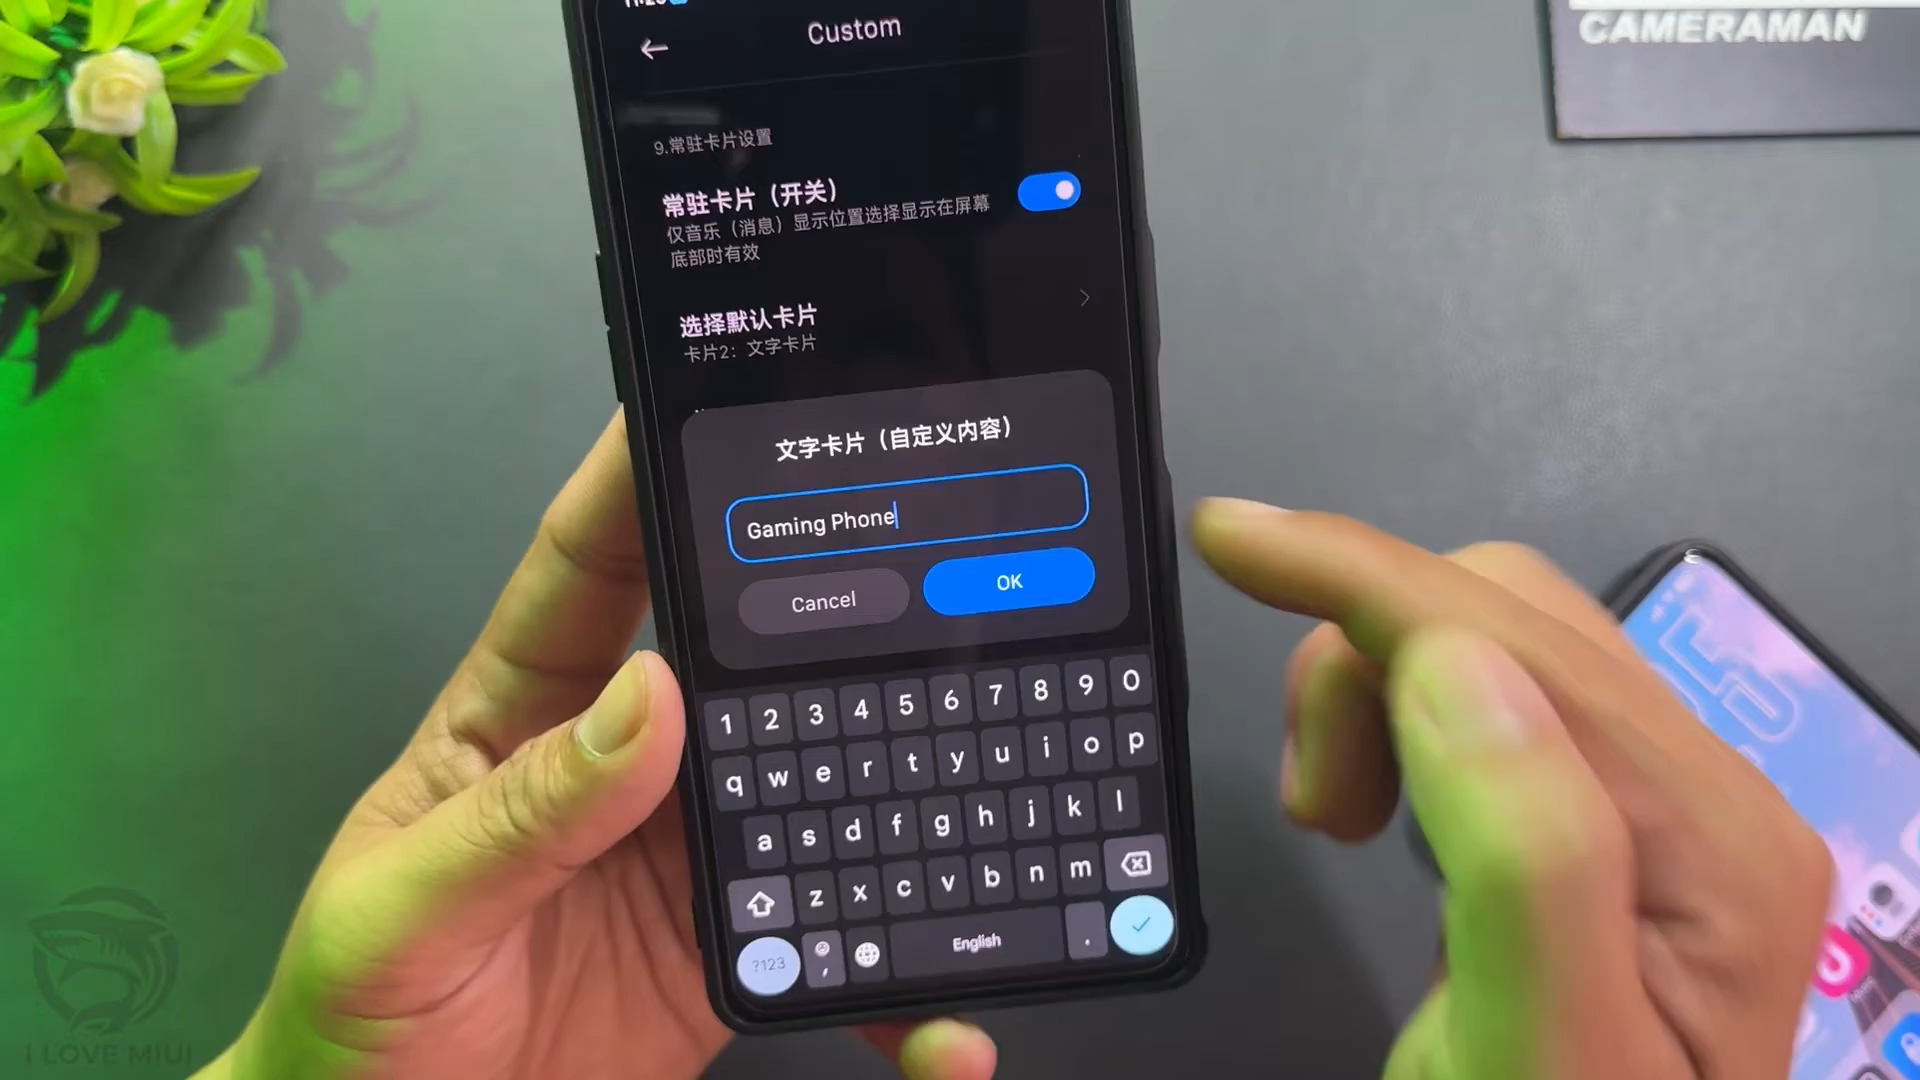 CAMERAMAN
Custom
9.常驻卡片设置
常驻卡片（开关）
仅音乐（消息）显示位置选择显示在屏幕
底部时有效
选择默认卡片
卡片2：文字卡片
文字卡片（自定义内容）
Gaming Phone
Cancel
OK
1 2 3 4 5 6 7 8 9 0
q w e r t y u i o p
a s d f g h j k l
z x c v b n m
?123 , English .
I LOVE MIUI